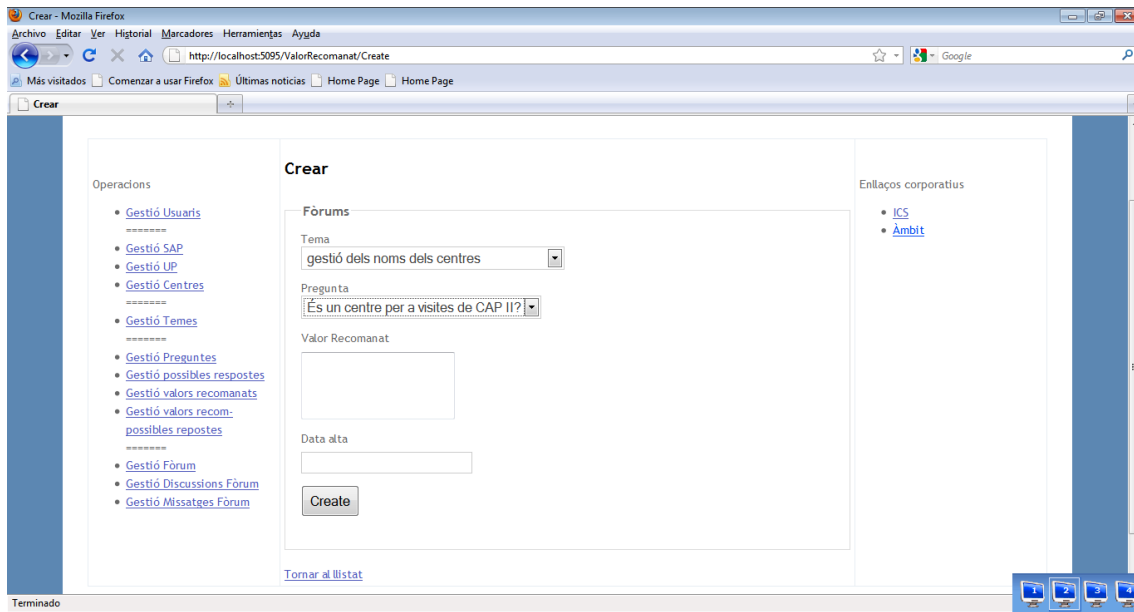 Crear - Mozilla Firefox
Archivo Editar Ver Historial Marcadores Herramientas Ayuda
http://localhost:5095/ValorRecomanat/Create
Google
Más visitados Comenzar a usar Firefox Últimas noticias Home Page Home Page
Crear
Operacions
Gestió Usuaris
=======
Gestió SAP
Gestió UP
Gestió Centres
=======
Gestió Temes
=======
Gestió Preguntes
Gestió possibles respostes
Gestió valors recomanats
Gestió valors recom-
possibles repostes
=======
Gestió Fòrum
Gestió Discussions Fòrum
Gestió Missatges Fòrum
Crear
Fòrums
Tema
gestió dels noms dels centres
Pregunta
És un centre per a visites de CAP II?
Valor Recomanat
Data alta
Create
Tornar al llistat
Enllaços corporatius
ICS
Àmbit
Terminado
1 2 3 4